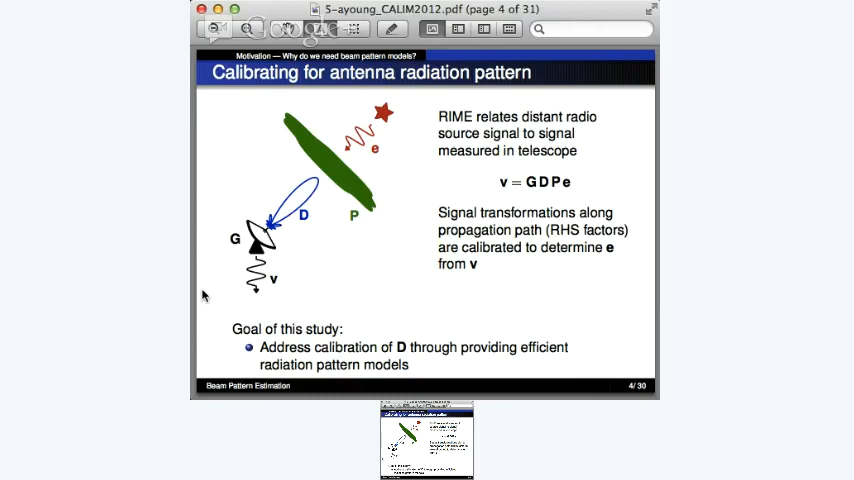 5-ayoung_CALIM2012.pdf (page 4 of 31)
Google+
Motivation — Why do we need beam pattern models?
Calibrating for antenna radiation pattern
RIME relates distant radio
source signal to signal
measured in telescope
v = G D P e
Signal transformations along
propagation path (RHS factors)
are calibrated to determine e
from v
e
D
P
G
v
Goal of this study:
Address calibration of D through providing efficient
radiation pattern models
Beam Pattern Estimation
4/30